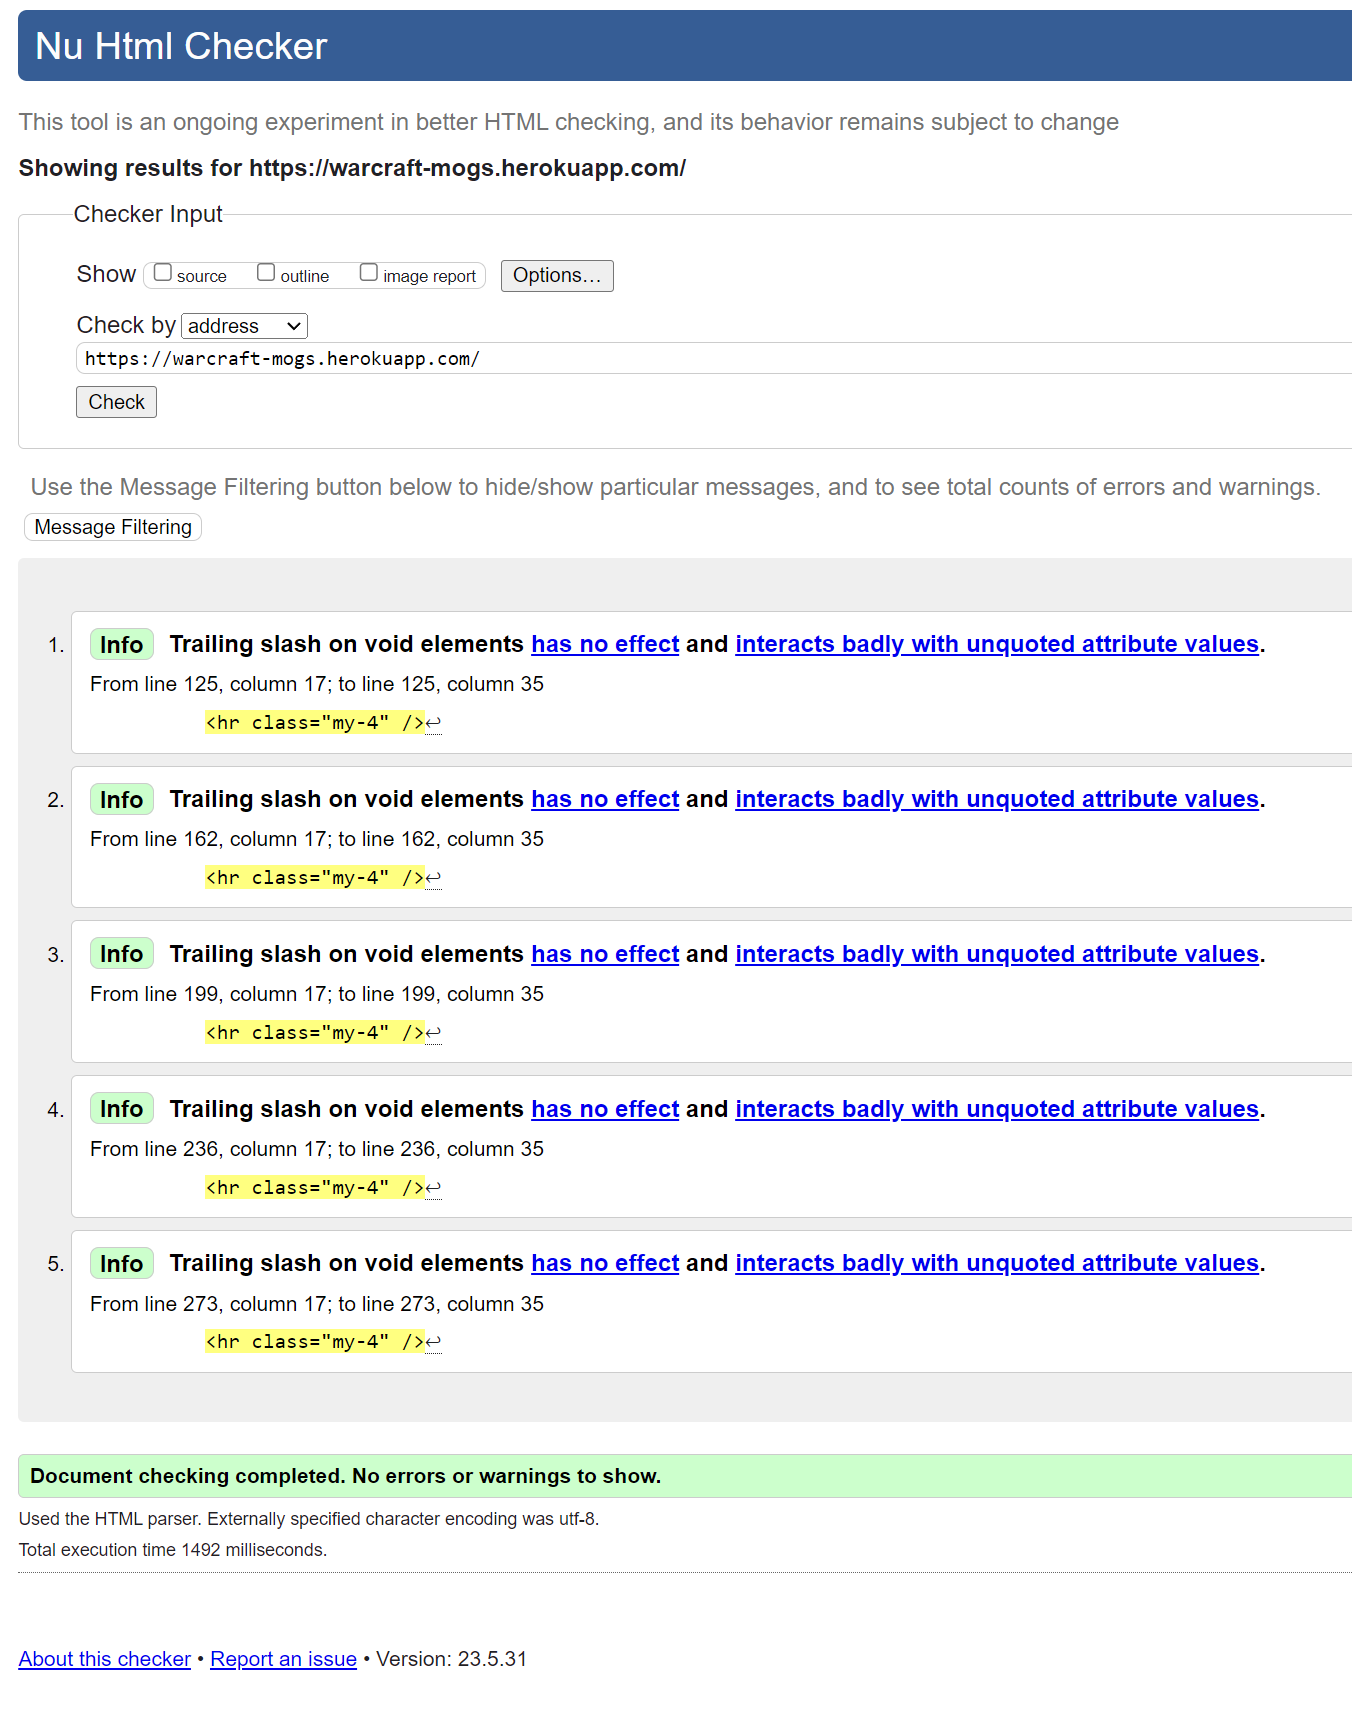 Nu Html Checker
This tool is an ongoing experiment in better HTML checking, and its behavior remains subject to change
Showing results for https://warcraft-mogs.herokuapp.com/
Checker Input
Show source outline image report Options...
Check by address
https://warcraft-mogs.herokuapp.com/
Check
Use the Message Filtering button below to hide/show particular messages, and to see total counts of errors and warnings.
Message Filtering
1. Info Trailing slash on void elements has no effect and interacts badly with unquoted attribute values.
From line 125, column 17; to line 125, column 35
<hr class="my-4" />↩
2. Info Trailing slash on void elements has no effect and interacts badly with unquoted attribute values.
From line 162, column 17; to line 162, column 35
<hr class="my-4" />↩
3. Info Trailing slash on void elements has no effect and interacts badly with unquoted attribute values.
From line 199, column 17; to line 199, column 35
<hr class="my-4" />↩
4. Info Trailing slash on void elements has no effect and interacts badly with unquoted attribute values.
From line 236, column 17; to line 236, column 35
<hr class="my-4" />↩
5. Info Trailing slash on void elements has no effect and interacts badly with unquoted attribute values.
From line 273, column 17; to line 273, column 35
<hr class="my-4" />↩
Document checking completed. No errors or warnings to show.
Used the HTML parser. Externally specified character encoding was utf-8.
Total execution time 1492 milliseconds.
About this checker • Report an issue • Version: 23.5.31